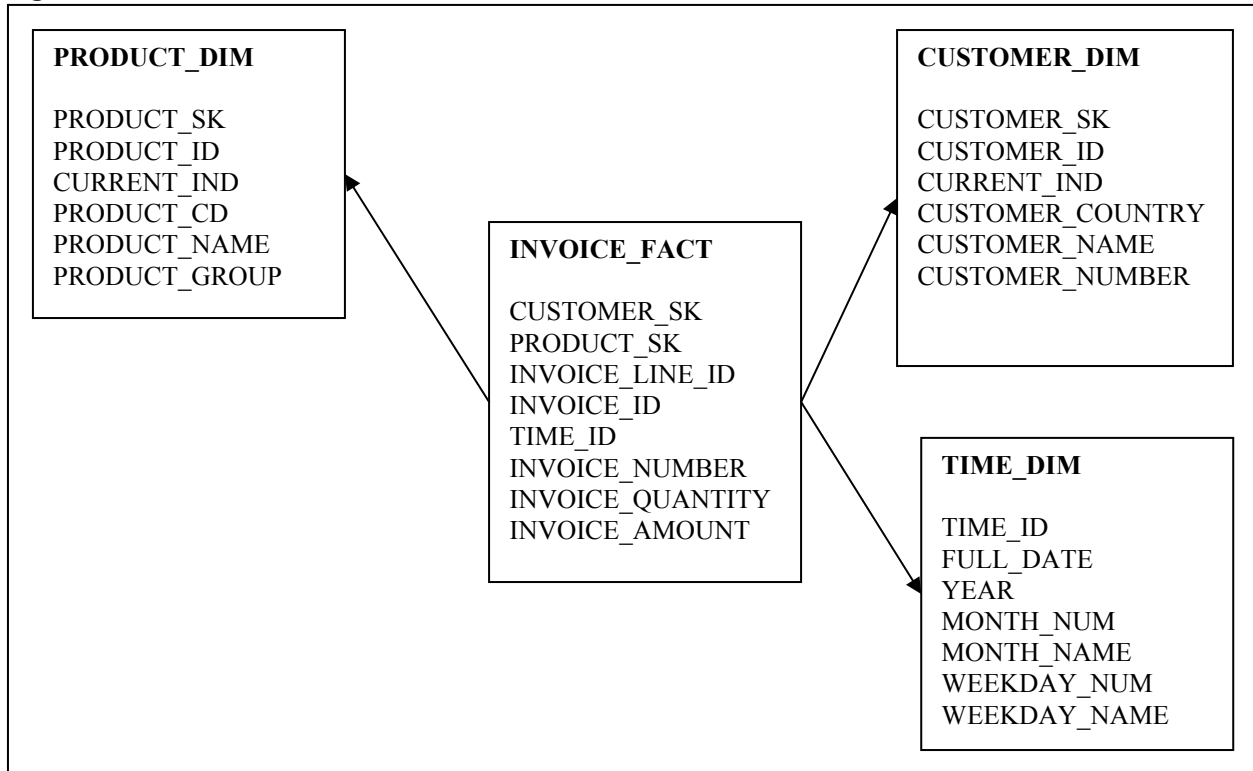 PRODUCT_DIM
PRODUCT_SK
PRODUCT_ID
CURRENT_IND
PRODUCT_CD
PRODUCT_NAME
PRODUCT_GROUP
INVOICE_FACT
CUSTOMER_SK
PRODUCT_SK
INVOICE_LINE_ID
INVOICE_ID
TIME_ID
INVOICE_NUMBER
INVOICE_QUANTITY
INVOICE_AMOUNT
CUSTOMER_DIM
CUSTOMER_SK
CUSTOMER_ID
CURRENT_IND
CUSTOMER_COUNTRY
CUSTOMER_NAME
CUSTOMER_NUMBER
TIME_DIM
TIME_ID
FULL_DATE
YEAR
MONTH_NUM
MONTH_NAME
WEEKDAY_NUM
WEEKDAY_NAME